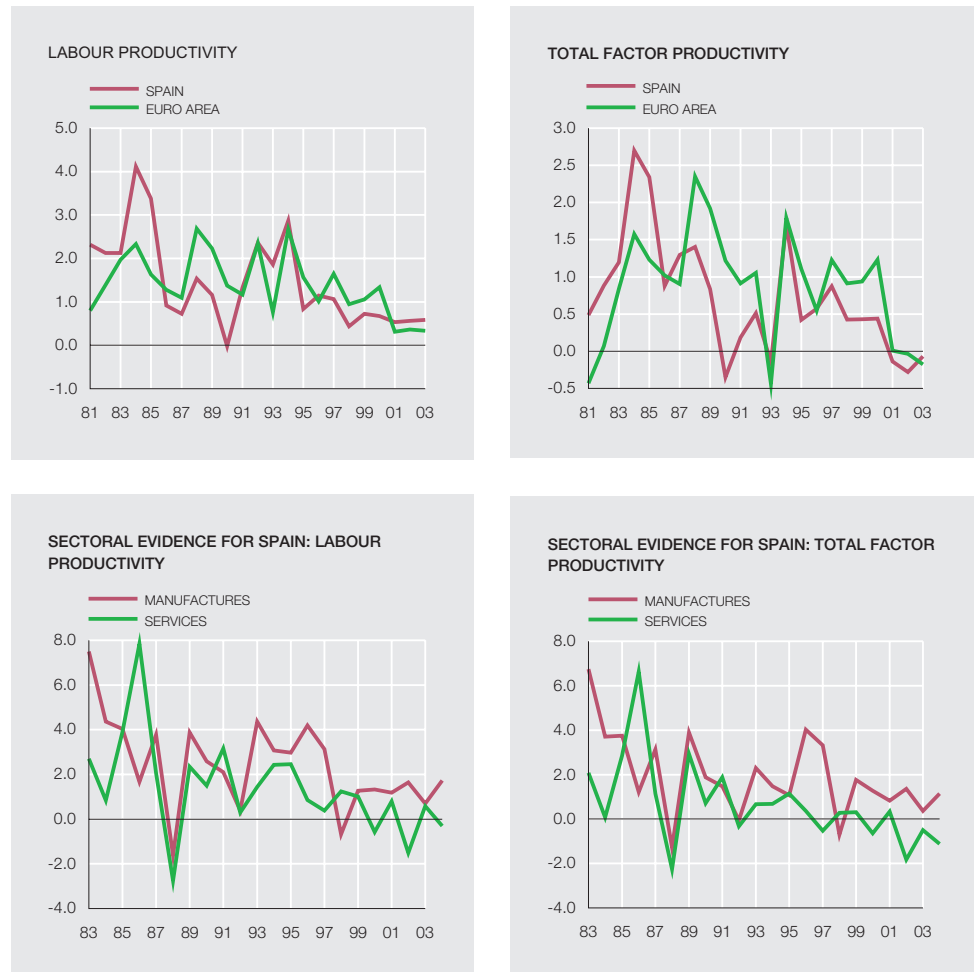 LABOUR PRODUCTIVITY
SPAIN
EURO AREA
5.0
4.0
3.0
2.0
1.0
0.0
-1.0
81 83 85 87 89 91 93 95 97 99 01 03
TOTAL FACTOR PRODUCTIVITY
SPAIN
EURO AREA
3.0
2.5
2.0
1.5
1.0
0.5
0.0
-0.5
81 83 85 87 89 91 93 95 97 99 01 03
SECTORAL EVIDENCE FOR SPAIN: LABOUR
PRODUCTIVITY
MANUFACTURES
SERVICES
8.0
6.0
4.0
2.0
0.0
-2.0
-4.0
83 85 87 89 91 93 95 97 99 01 03
SECTORAL EVIDENCE FOR SPAIN: TOTAL FACTOR
PRODUCTIVITY
MANUFACTURES
SERVICES
8.0
6.0
4.0
2.0
0.0
-2.0
-4.0
83 85 87 89 91 93 95 97 99 01 03